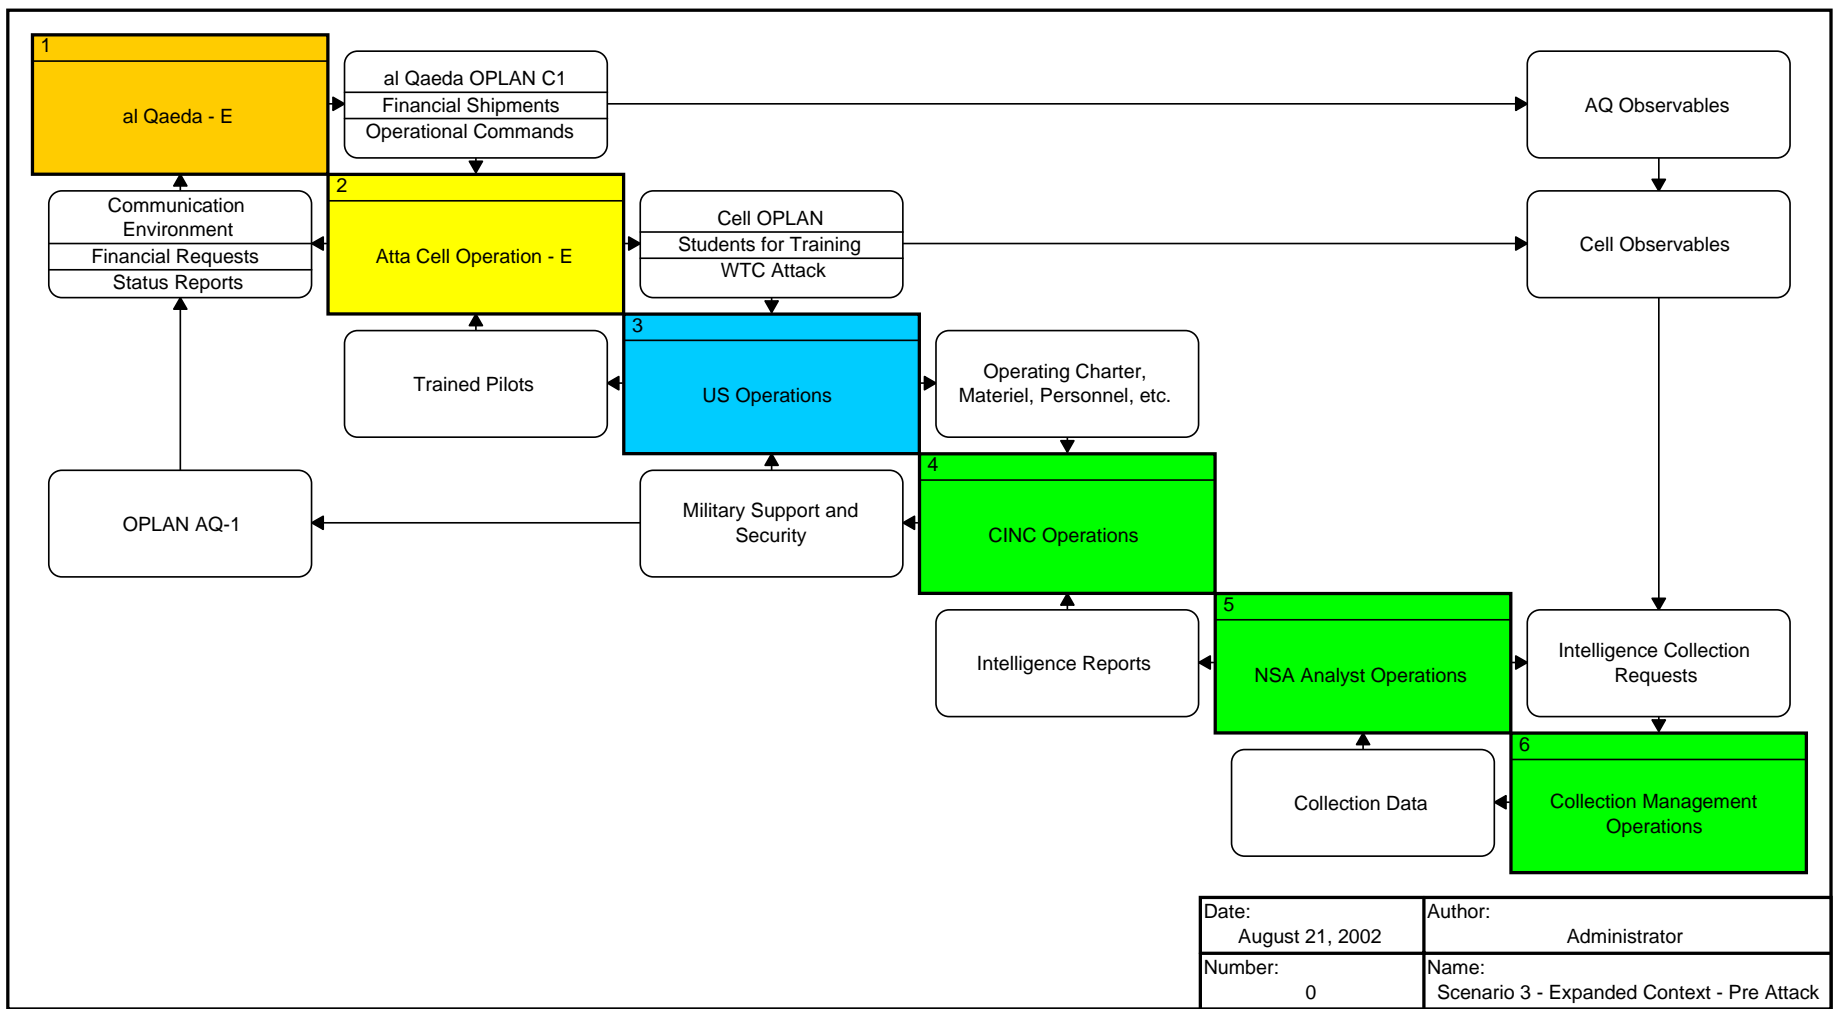 1
al Qaeda - E
al Qaeda OPLAN C1
Financial Shipments
Operational Commands
AQ Observables
Communication
Environment
Financial Requests
Status Reports
2
Atta Cell Operation - E
Cell OPLAN
Students for Training
WTC Attack
Cell Observables
Trained Pilots
3
US Operations
Operating Charter,
Materiel, Personnel, etc.
OPLAN AQ-1
Military Support and
Security
4
CINC Operations
Intelligence Reports
5
NSA Analyst Operations
Intelligence Collection
Requests
Collection Data
6
Collection Management
Operations
Date:
August 21, 2002
Author:
Administrator
Number:
0
Name:
Scenario 3 - Expanded Context - Pre Attack